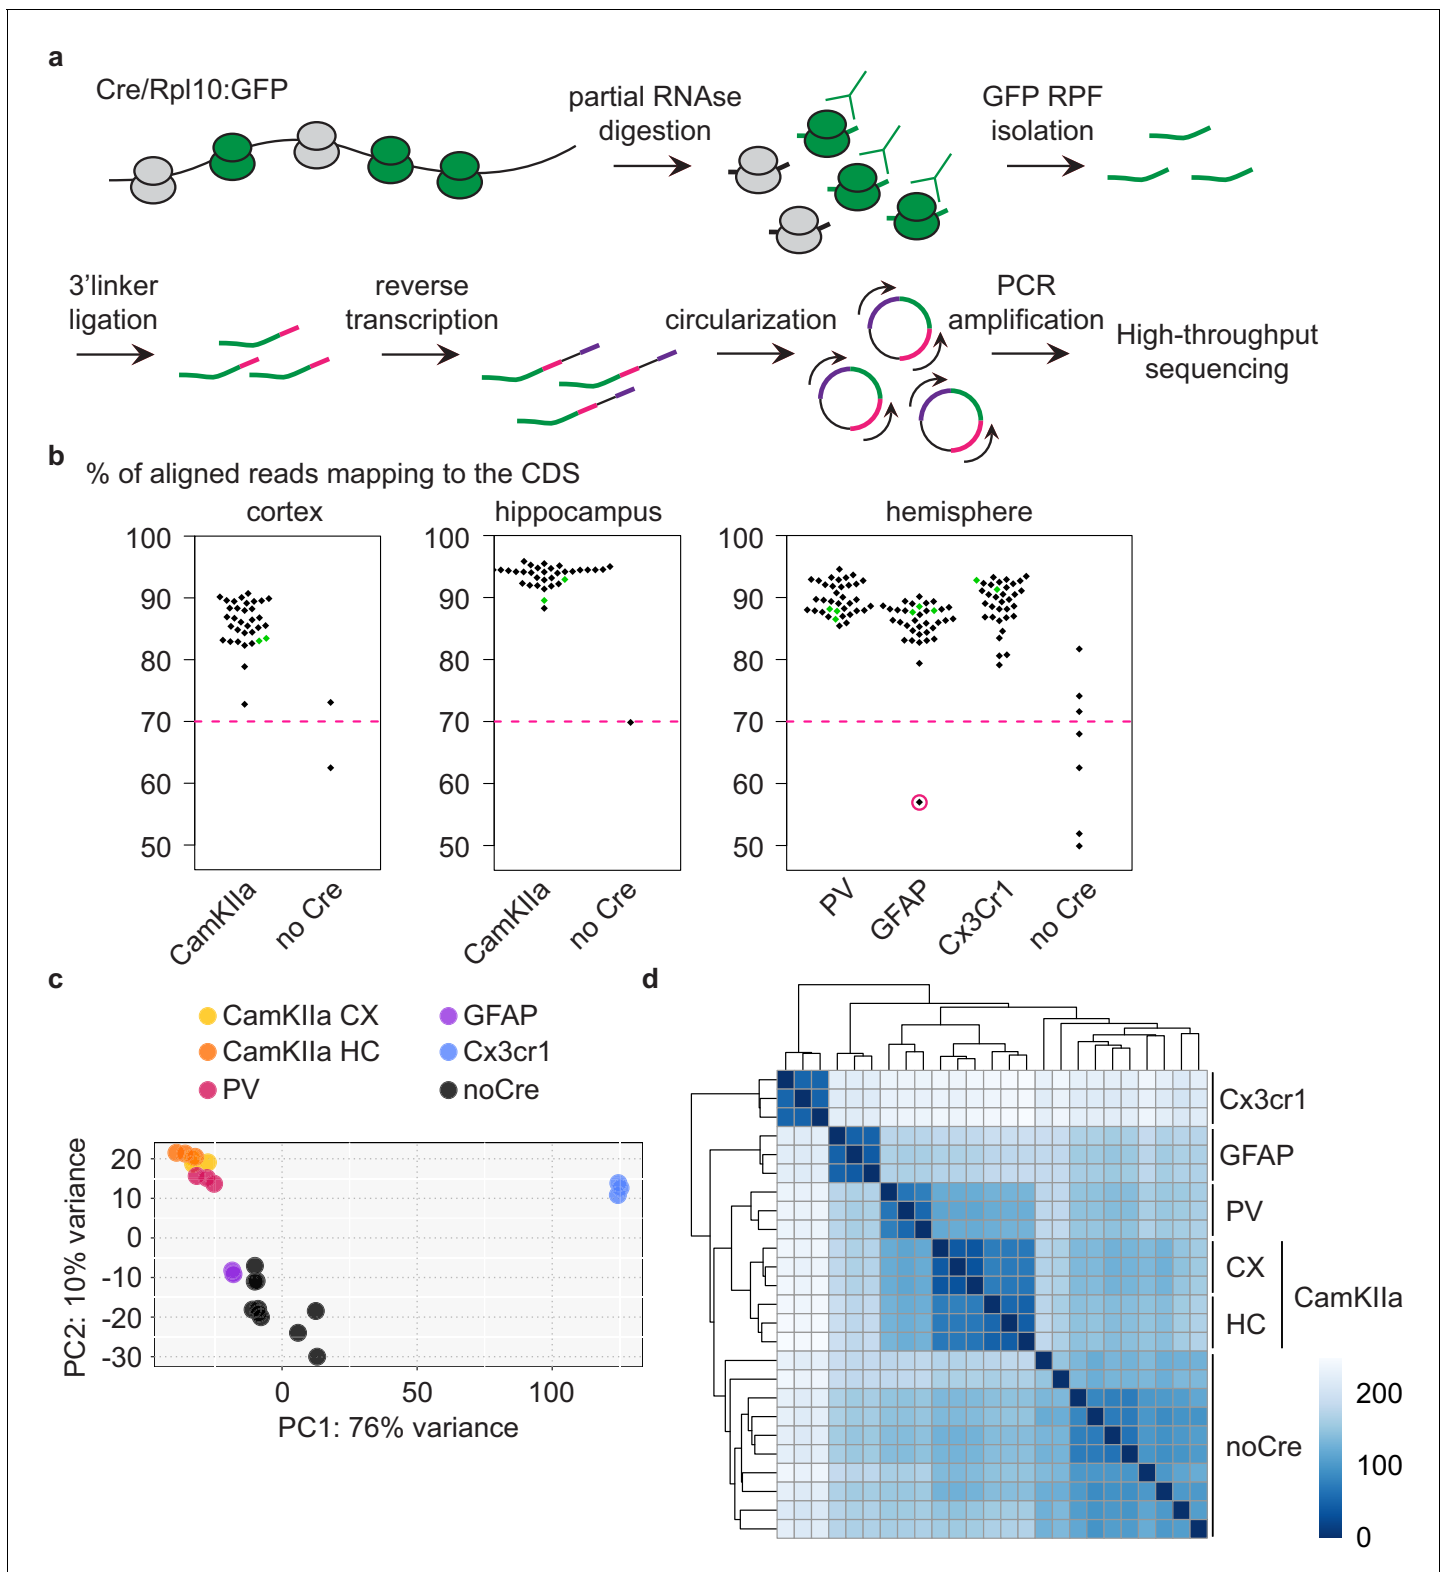 a
Cre/Rpl10:GFP
partial RNAse
digestion
GFP RPF
isolation
3'linker
ligation
reverse
transcription
circularization
PCR
amplification
High-throughput
sequencing
b
% of aligned reads mapping to the CDS
cortex
100
90
80
70
60
50
CamKIIa
no Cre
hippocampus
100
90
80
70
60
50
CamKIIa
no Cre
hemisphere
100
90
80
70
60
50
PV
GFAP
Cx3Cr1
no Cre
c
CamKIIa CX
CamKIIa HC
PV
GFAP
Cx3cr1
noCre
PC2: 10% variance
20
10
0
-10
-20
-30
0
50
100
PC1: 76% variance
d
Cx3cr1
GFAP
PV
CX
HC
CamKIIa
noCre
200
100
0